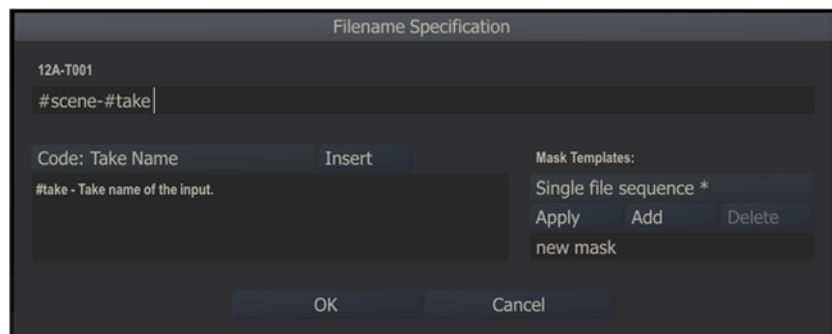 Filename Specification
12A-T001
#scene-#take
Code: Take Name
Insert
#take - Take name of the input.
Mask Templates:
Single file sequence *
Apply
Add
Delete
new mask
OK
Cancel